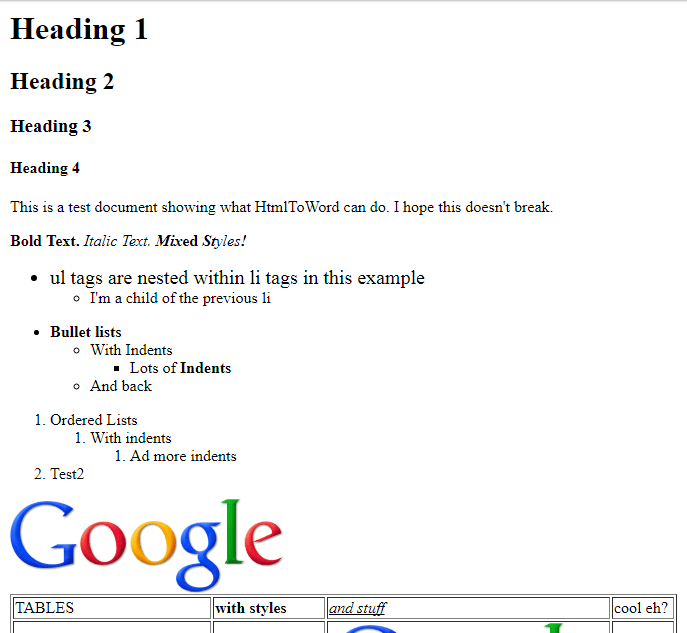 Heading 1
Heading 2
Heading 3
Heading 4
This is a test document showing what HtmlToWord can do. I hope this doesn't break.
Bold Text. Italic Text. Mixed Styles!
ul tags are nested within li tags in this example
I'm a child of the previous li
Bullet lists
With Indents
Lots of Indents
And back
1. Ordered Lists
1. With indents
1. Ad more indents
2. Test2
Google
TABLES with styles and stuff cool eh?